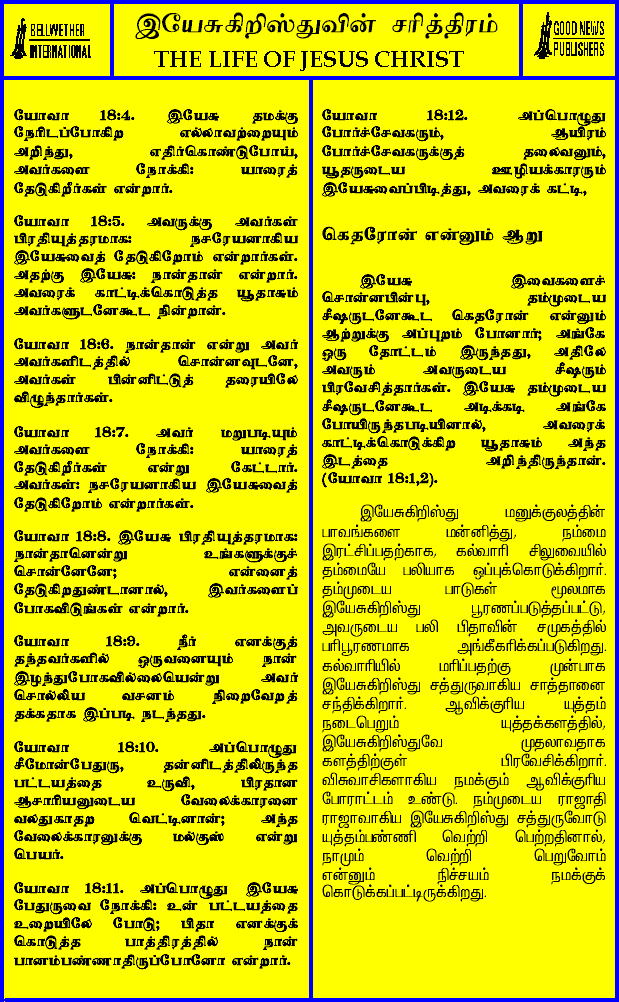 BELLWETHER
INTERNATIONAL
இயேசுகிறிஸ்துவின் சரித்திரம்
THE LIFE OF JESUS CHRIST
GOOD NEWS
PUBLISHERS
யோவா 18:4. இயேசு தமக்கு
நேரிடப்போகிற எல்லாவற்றையும்
அறிந்து, எதிர்கொண்டுபோய்,
அவர்களை நோக்கி: யாரைத்
தேடுகிறீர்கள் என்றார்.
யோவா 18:5. அவருக்கு அவர்கள்
பிரதியுத்தரமாக: நசரேயனாகிய
இயேசுவைத் தேடுகிறோம் என்றார்கள்.
அதற்கு இயேசு: நான்தான் என்றார்.
அவரைக் காட்டிக்கொடுத்த யூதாசும்
அவர்களுடனேகூட நின்றான்.
யோவா 18:6. நான்தான் என்று அவர்
அவர்களிடத்தில் சொன்னவுடனே,
அவர்கள் பின்னிட்டுத் தரையிலே
விழுந்தார்கள்.
யோவா 18:7. அவர் மறுபடியும்
அவர்களை நோக்கி: யாரைத்
தேடுகிறீர்கள் என்று கேட்டார்.
அவர்கள்: நசரேயனாகிய இயேசுவைத்
தேடுகிறோம் என்றார்கள்.
யோவா 18:8. இயேசு பிரதியுத்தரமாக:
நான்தானென்று உங்களுக்குச்
சொன்னேனே; என்னைத்
தேடுகிறதுண்டானால், இவர்களைப்
போகவிடுங்கள் என்றார்.
யோவா 18:9. நீர் எனக்குத்
தந்தவர்களில் ஒருவனையும் நான்
இழந்துபோகவில்லையென்று அவர்
சொல்லிய வசனம் நிறைவேறத்
தக்கதாக இப்படி நடந்தது.
யோவா 18:10. அப்பொழுது
சீமோன்பேதுரு, தன்னிடத்திலிருந்த
பட்டயத்தை உருவி, பிரதான
ஆசாரியனுடைய வேலைக்காரனை
வலதுகாதற வெட்டினான்; அந்த
வேலைக்காரனுக்கு மல்குஸ் என்று
பெயர்.
யோவா 18:11. அப்பொழுது இயேசு
பேதுருவை நோக்கி: உன் பட்டயத்தை
உறையிலே போடு; பிதா எனக்குக்
கொடுத்த பாத்திரத்தில் நான்
பானம்பண்ணாதிருப்போனோ என்றார்.
யோவா 18:12. அப்பொழுது
போர்ச்சேவகரும், ஆயிரம்
போர்ச்சேவகருக்குத் தலைவனும்,
யூதருடைய ஊழியக்காரரும்
இயேசுவைப்பிடித்து, அவரைக் கட்டி,
கெதரோன் என்னும் ஆறு
இயேசு இவைகளைச்
சொன்னபின்பு, தம்முடைய
சீஷருடனேகூட கெதரோன் என்னும்
ஆற்றுக்கு அப்புறம் போனார்; அங்கே
ஒரு தோட்டம் இருந்தது, அதிலே
அவரும் அவருடைய சீஷரும்
பிரவேசித்தார்கள். இயேசு தம்முடைய
சீஷருடனேகூட அடிக்கடி அங்கே
போயிருந்தபடியினால், அவரைக்
காட்டிக்கொடுக்கிற யூதாசும் அந்த
இடத்தை அறிந்திருந்தான்.
(யோவா 18:1,2).
இயேசுகிறிஸ்து மனுக்குலத்தின்
பாவங்களை மன்னித்து, நம்மை
இரட்சிப்பதற்காக, கல்வாரி சிலுவையில்
தம்மையே பலியாக ஒப்புக்கொடுக்கிறார்.
தம்முடைய பாடுகள் மூலமாக
இயேசுகிறிஸ்து பூரணப்படுத்தப்பட்டு,
அவருடைய பலி பிதாவின் சமுகத்தில்
பரிபூரணமாக அங்கீகரிக்கப்படுகிறது.
கல்வாரியில் மரிப்பதற்கு முன்பாக
இயேசுகிறிஸ்து சத்துருவாகிய சாத்தானை
சந்திக்கிறார். ஆவிக்குரிய யுத்தம்
நடைபெறும் யுத்தக்களத்தில்,
இயேசுகிறிஸ்துவே முதலாவதாக
களத்திற்குள் பிரவேசிக்கிறார்.
விசுவாசிகளாகிய நமக்கும் ஆவிக்குரிய
போராட்டம் உண்டு. நம்முடைய ராஜாதி
ராஜாவாகிய இயேசுகிறிஸ்து சத்துருவோடு
யுத்தம்பண்ணி வெற்றி பெற்றதினால்,
நாமும் வெற்றி பெறுவோம்
என்னும் நிச்சயம் நமக்குக்
கொடுக்கப்பட்டிருக்கிறது.